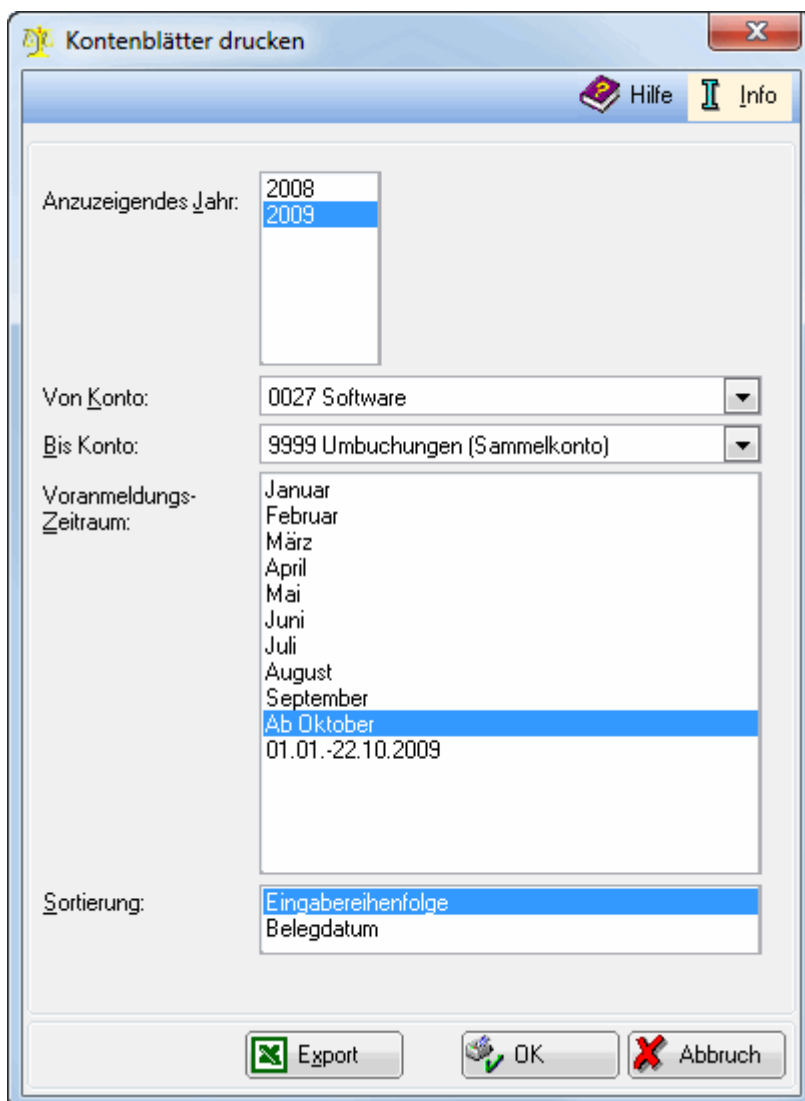 Kontenblätter drucken
Hilfe Info
Anzuzeigendes Jahr:
2008
2009
Von Konto: 0027 Software
Bis Konto: 9999 Umbuchungen (Sammelkonto)
Voranmeldungs-
Zeitraum:
Januar
Februar
März
April
Mai
Juni
Juli
August
September
Ab Oktober
01.01.-22.10.2009
Sortierung:
Eingabereihenfolge
Belegdatum
Export OK Abbruch